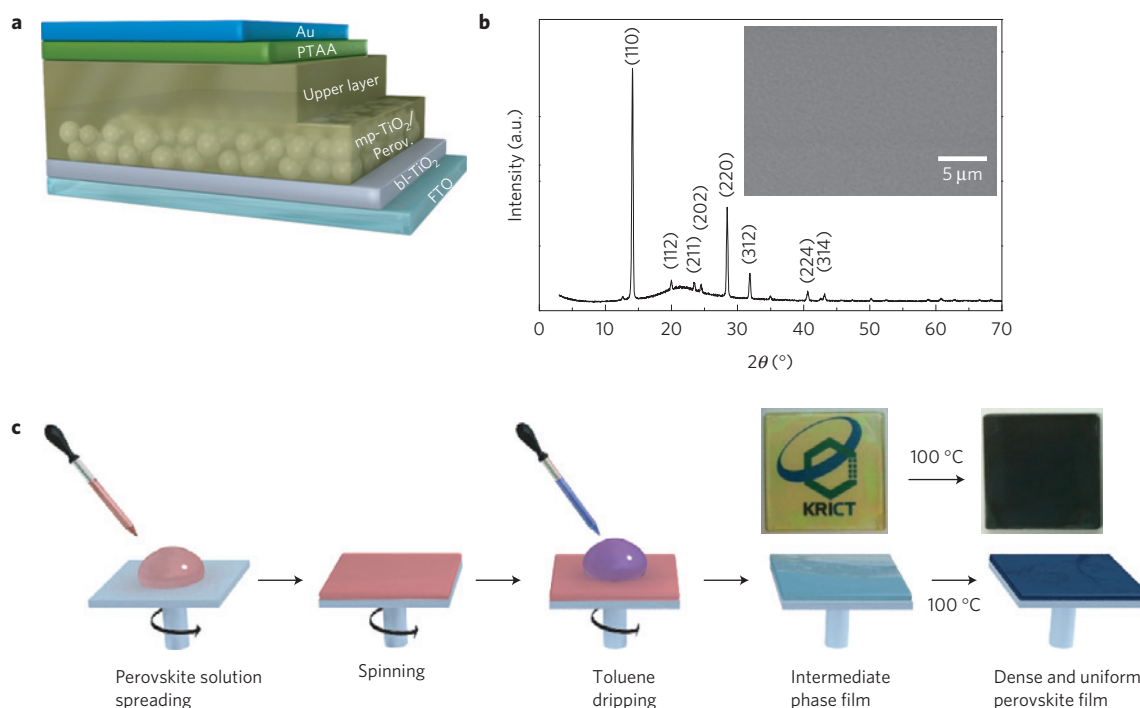 a
Au
PTAA
Upper layer
mp-TiO₂/
Perov.
bl-TiO₂
FTO
b
Intensity (a.u.)
(110)
(112)
(211)
(202)
(220)
(312)
(224)
(314)
5 μm
0 10 20 30 40 50 60 70
2θ (°)
c
KRICT
100 °C
100 °C
Perovskite solution
spreading
Spinning
Toluene
dripping
Intermediate
phase film
Dense and uniform
perovskite film